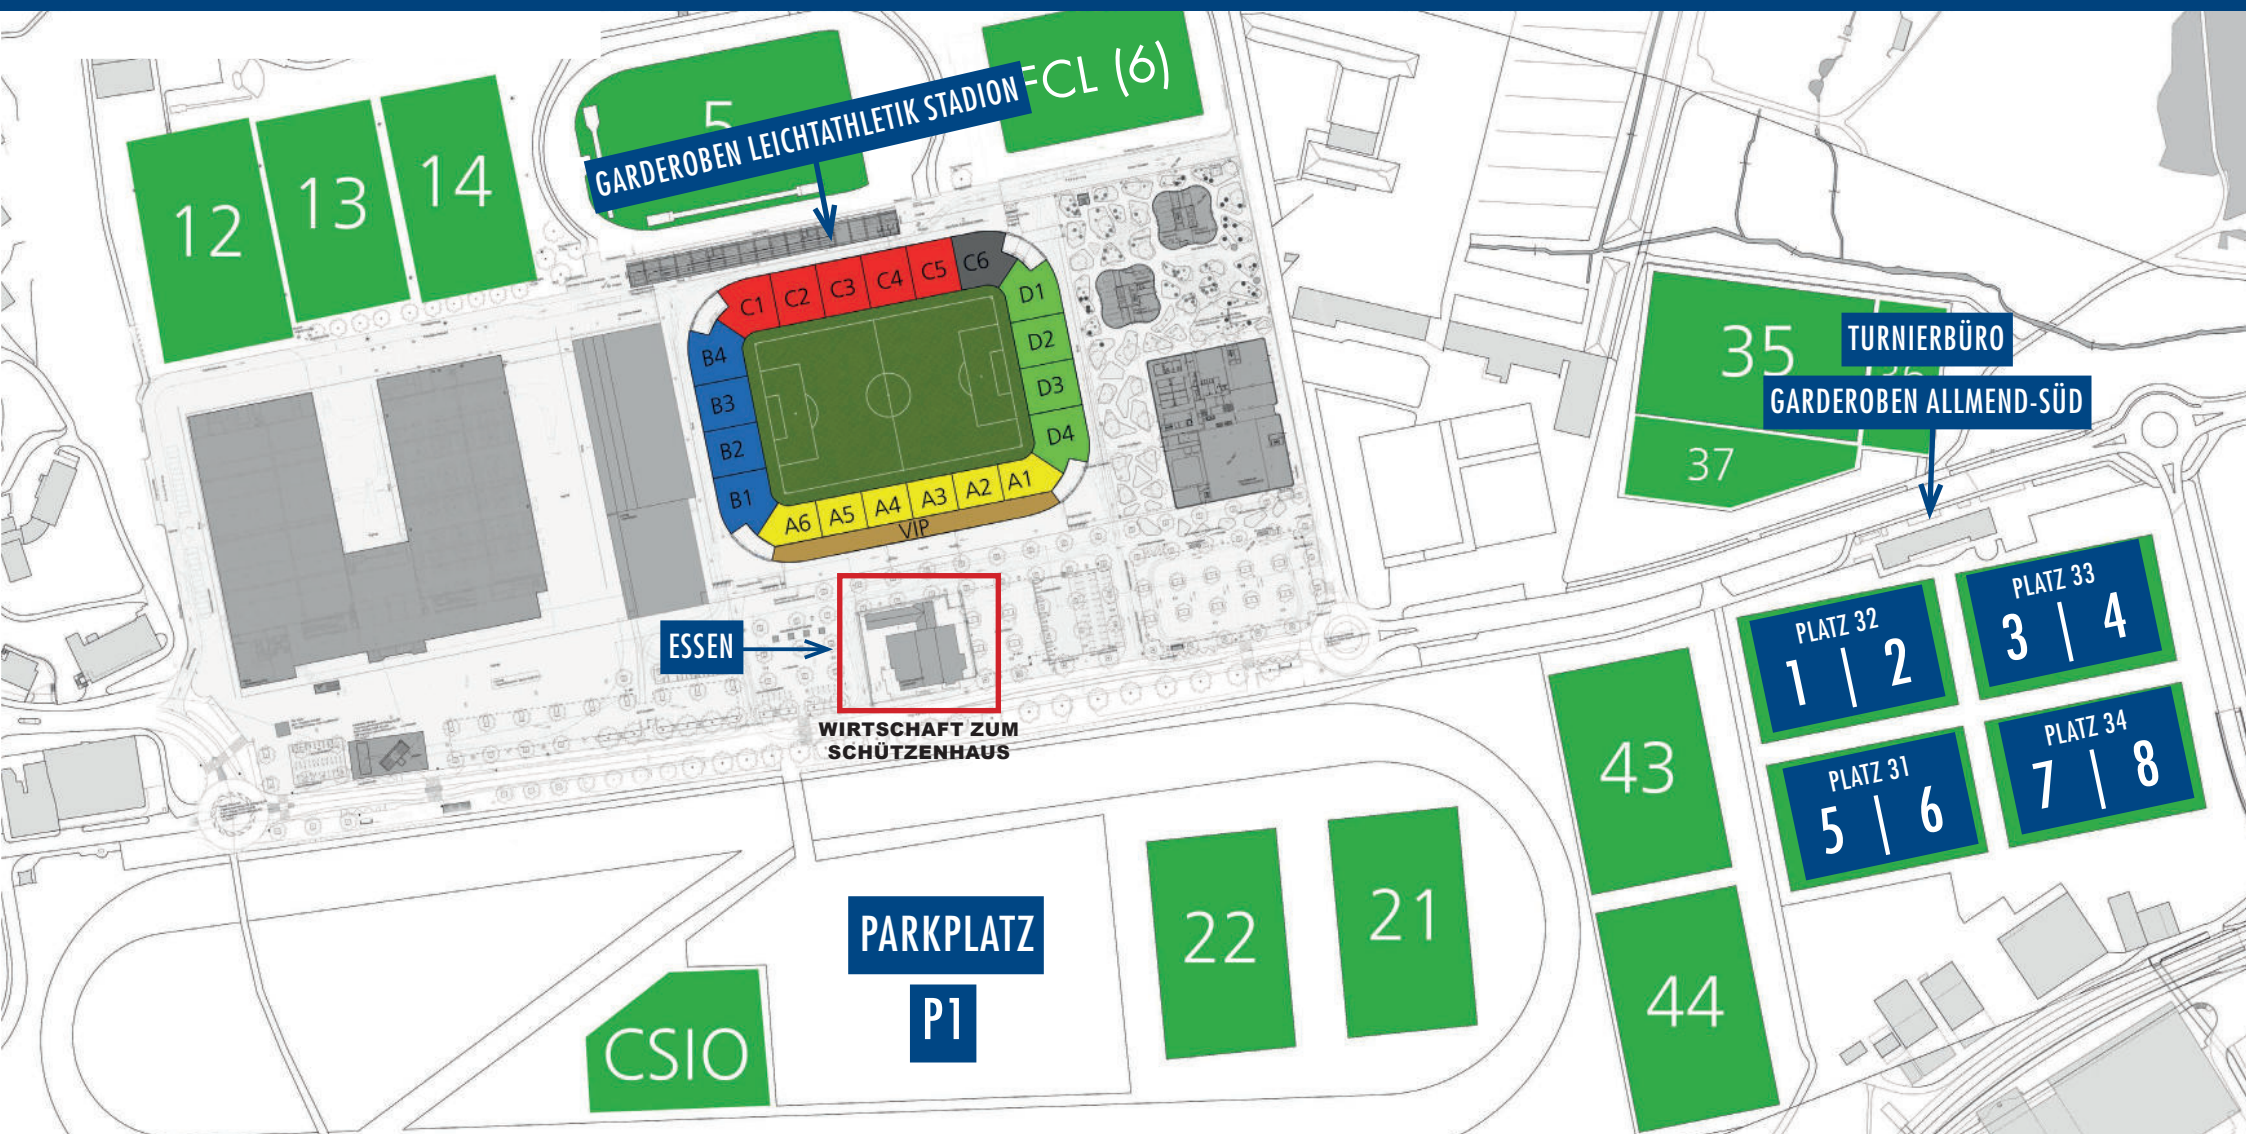 FCL (6)
5
GARDEROBEN LEICHTATHLETIK STADION
12
13
14
C1
C2
C3
C4
C5
C6
D1
D2
D3
D4
B4
B3
B2
B1
A6
A5
A4
A3
A2
A1
VIP
35
TURNIERBÜRO
GARDEROBEN ALLMEND-SÜD
37
ESSEN
WIRTSCHAFT ZUM
SCHÜTZENHAUS
PLATZ 32
1 | 2
PLATZ 33
3 | 4
PLATZ 31
5 | 6
PLATZ 34
7 | 8
43
44
22
21
PARKPLATZ
P1
CSIO